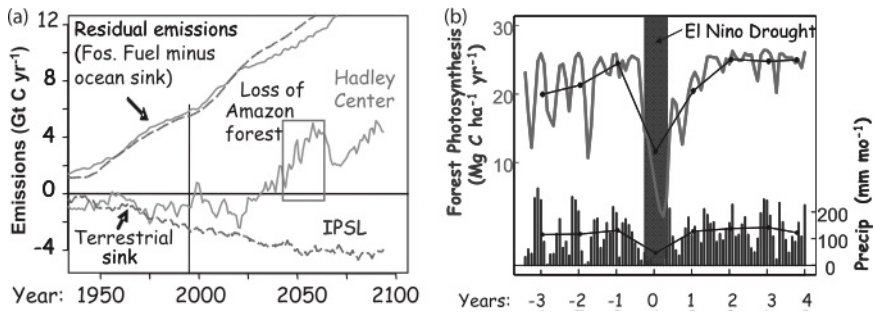 (a)
Residual emissions
(Fos. Fuel minus
ocean sink)
Loss of
Amazon
forest
Hadley
Center
Terrestrial
sink
IPSL
Emissions (Gt C yr⁻¹)
12
8
4
0
-4
Year: 1950 2000 2050 2100
(b)
El Nino Drought
Forest Photosynthesis
(Mg C ha⁻¹ yr⁻¹)
30
20
10
200
100
0
Precip (mm mo⁻¹)
Years -3 -2 -1 0 1 2 3 4